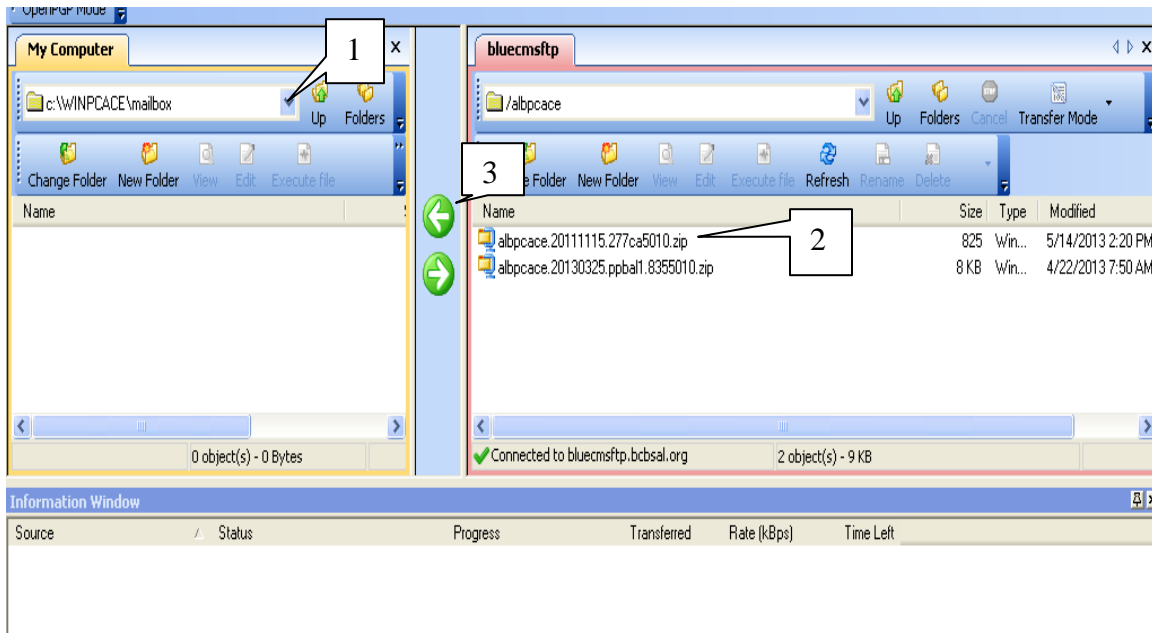 OpenPGP Mode
My Computer
1
x
c:\WINPCACE\mailbox
Up
Folders
Change Folder
New Folder
View
Edit
Execute file
Name
0 object(s) - 0 Bytes
3
bluecmsftp
x
/albpcace
Up
Folders
Cancel
Transfer Mode
Folder
New Folder
View
Edit
Execute file
Refresh
Rename
Delete
Name
Size
Type
Modified
albpcace.20111115.277ca5010.zip
2
825
Win...
5/14/2013 2:20 PM
albpcace.20130325.ppbal1.8355010.zip
8 KB
Win...
4/22/2013 7:50 AM
Connected to bluecmsftp.bcbsal.org
2 object(s) - 9 KB
Information Window
Source
Status
Progress
Transferred
Rate (kBps)
Time Left